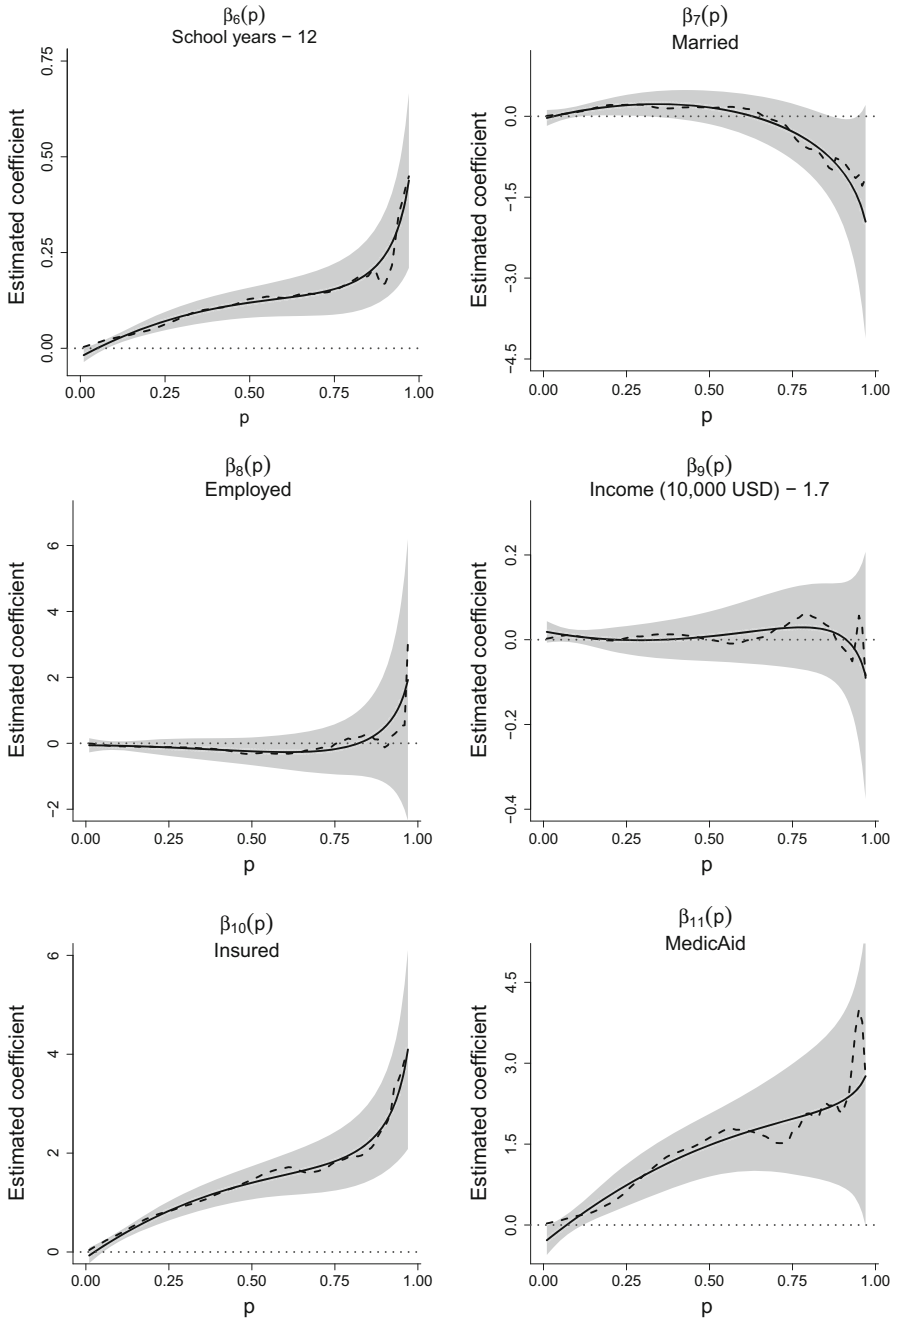 β6(p)
School years − 12
Estimated coefficient
0.75
0.50
0.25
0.00
0.00 0.25 0.50 0.75 1.00
p
β7(p)
Married
Estimated coefficient
0.0
−1.5
−3.0
−4.5
0.00 0.25 0.50 0.75 1.00
p
β8(p)
Employed
Estimated coefficient
6
4
2
0
−2
0.00 0.25 0.50 0.75 1.00
p
β9(p)
Income (10,000 USD) − 1.7
Estimated coefficient
0.2
0.0
−0.2
−0.4
0.00 0.25 0.50 0.75 1.00
p
β10(p)
Insured
Estimated coefficient
6
4
2
0
0.00 0.25 0.50 0.75 1.00
p
β11(p)
MedicAid
Estimated coefficient
4.5
3.0
1.5
0.0
0.00 0.25 0.50 0.75 1.00
p